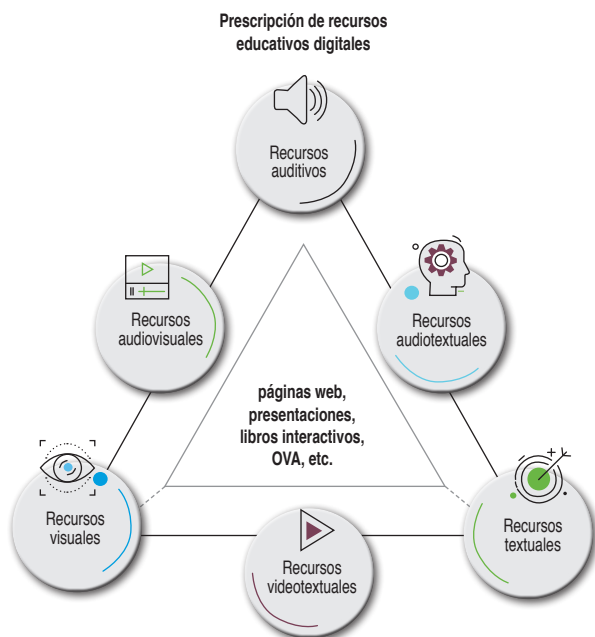 Prescripción de recursos
educativos digitales
Recursos
auditivos
Recursos
audiovisuales
Recursos
audiotextuales
páginas web,
presentaciones,
libros interactivos,
OVA, etc.
Recursos
visuales
Recursos
videotextuales
Recursos
textuales